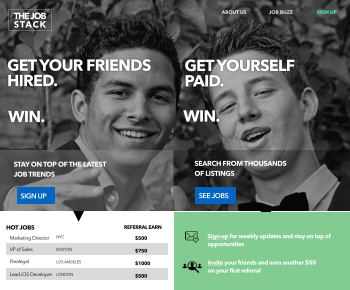 THE JOB
STACK
ABOUT US
JOB BUZZ
SIGN UP
GET YOUR FRIENDS
HIRED.
WIN.
GET YOURSELF
PAID.
WIN.
STAY ON TOP OF THE LATEST
JOB TRENDS
SIGN UP
SEARCH FROM THOUSANDS
OF LISTINGS
SEE JOBS
HOT JOBS REFERRAL EARN
Marketing Director NYC $500
VP of Sales BOSTON $750
Paralegal LOS ANGELES $1000
Lead iOS Developer LONDON $500
Sign-up for weekly updates and stay on top of
opportunities
Invite your friends and earn another $50
on your first referral